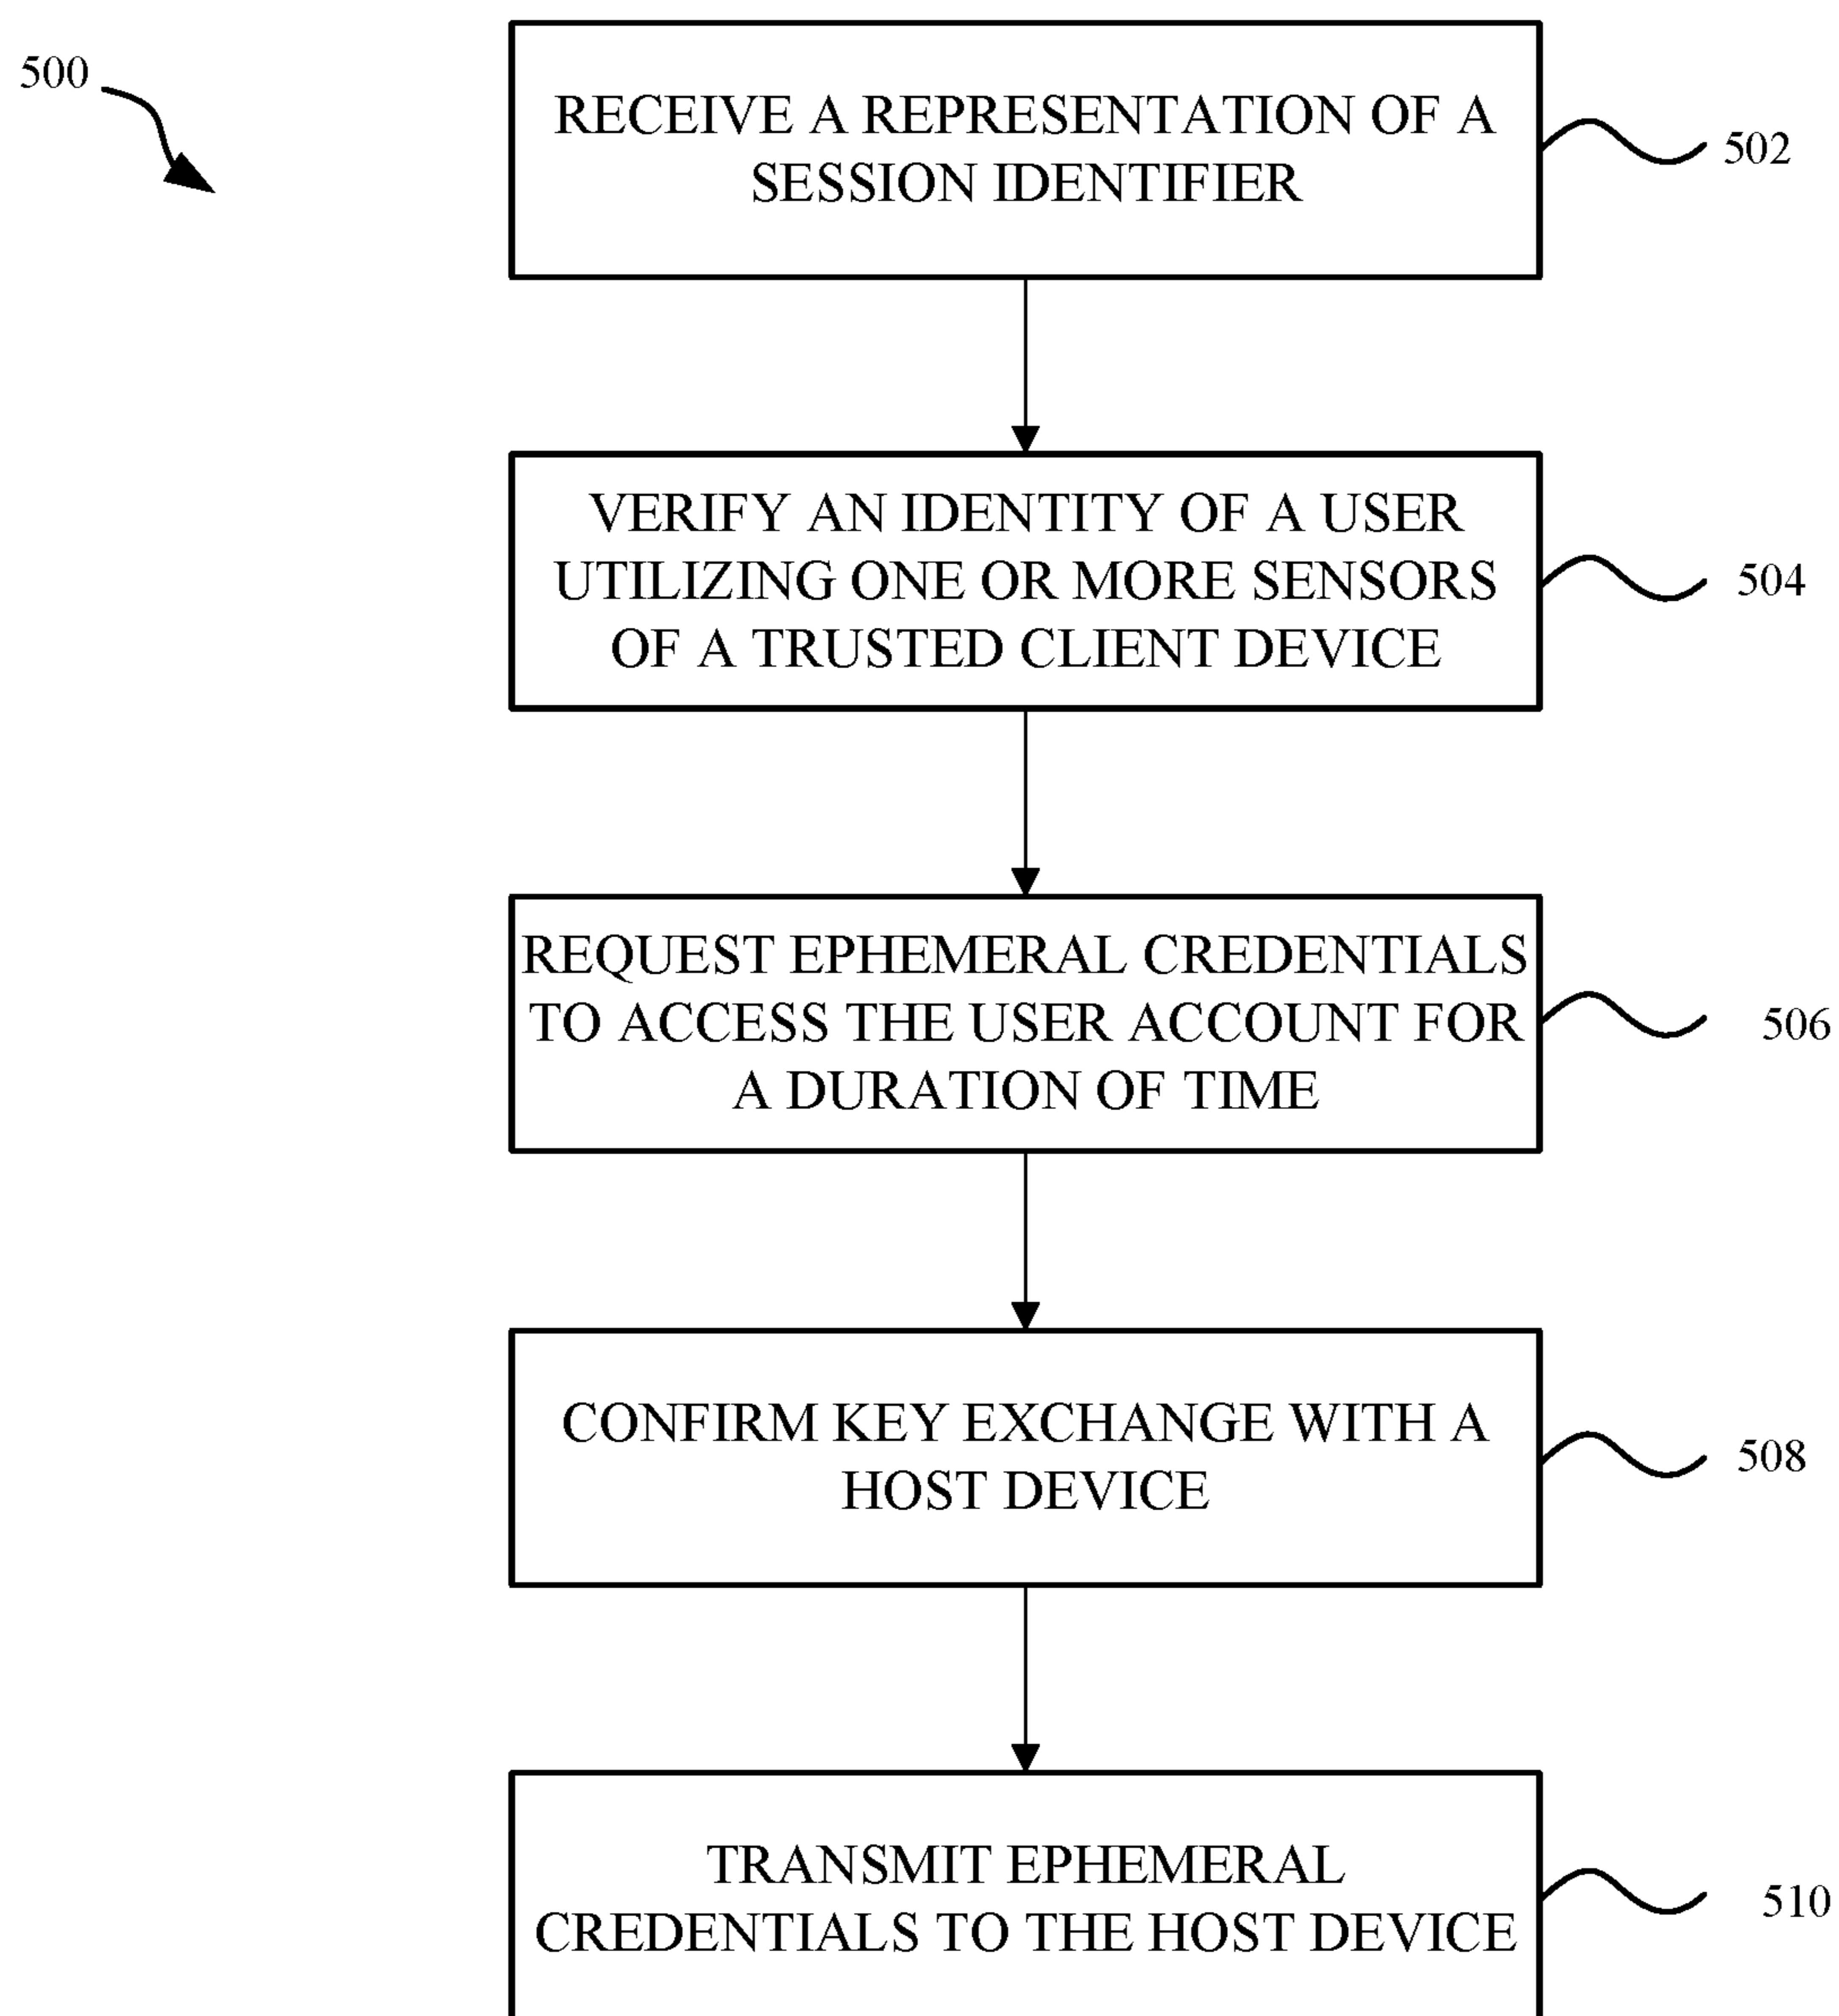 500
RECEIVE A REPRESENTATION OF A
SESSION IDENTIFIER
502
VERIFY AN IDENTITY OF A USER
UTILIZING ONE OR MORE SENSORS
OF A TRUSTED CLIENT DEVICE
504
REQUEST EPHEMERAL CREDENTIALS
TO ACCESS THE USER ACCOUNT FOR
A DURATION OF TIME
506
CONFIRM KEY EXCHANGE WITH A
HOST DEVICE
508
TRANSMIT EPHEMERAL
CREDENTIALS TO THE HOST DEVICE
510